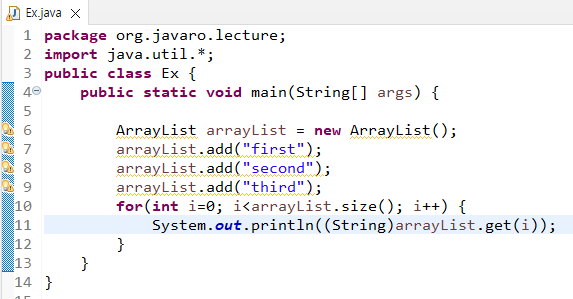 Ex.java
1 package org.javaro.lecture;
2 import java.util.*;
3 public class Ex {
4 public static void main(String[] args) {
5
6 ArrayList arrayList = new ArrayList();
7 arrayList.add("first");
8 arrayList.add("second");
9 arrayList.add("third");
10 for(int i=0; i<arrayList.size(); i++) {
11 System.out.println((String)arrayList.get(i));
12 }
13 }
14 }